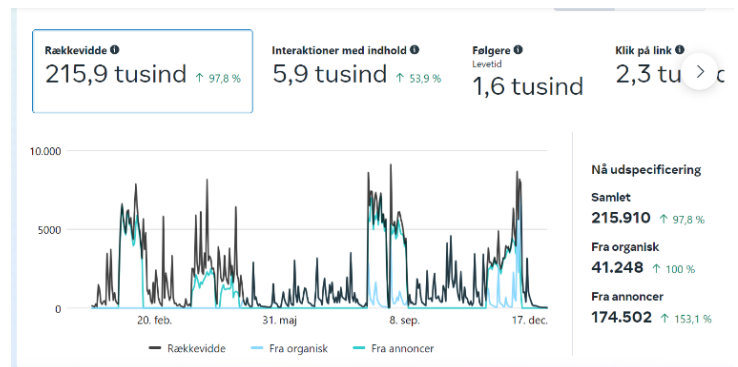 Rækkevidde
215,9 tusind ↑ 97,8 %
Interaktioner med indhold
5,9 tusind ↑ 53,9 %
Følgere
Levetid
1,6 tusind
Klik på link
2,3
10.000
5000
0
20. feb.
31. maj
8. sep.
17. dec.
Rækkevidde
Fra organisk
Fra annoncer
Nå udspecificering
Samlet
215.910 ↑ 97,8 %
Fra organisk
41.248 ↑ 100 %
Fra annoncer
174.502 ↑ 153,1 %